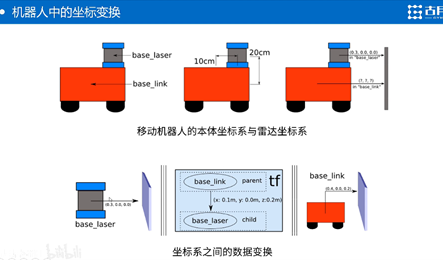 • 机器人中的坐标变换
古月
base_laser
base_link
10cm
20cm
(0.3, 0.0, 0.0)
in "base_laser"
(?, ?, ?)
in "base_link"
移动机器人的本体坐标系与雷达坐标系
base_laser
(0.3, 0.0, 0.0)
base_link
parent
tf
(x: 0.1m, y: 0.0m, z:0.2m)
base_laser
child
base_link
(0.4, 0.0, 0.2)
坐标系之间的数据变换
bilibili